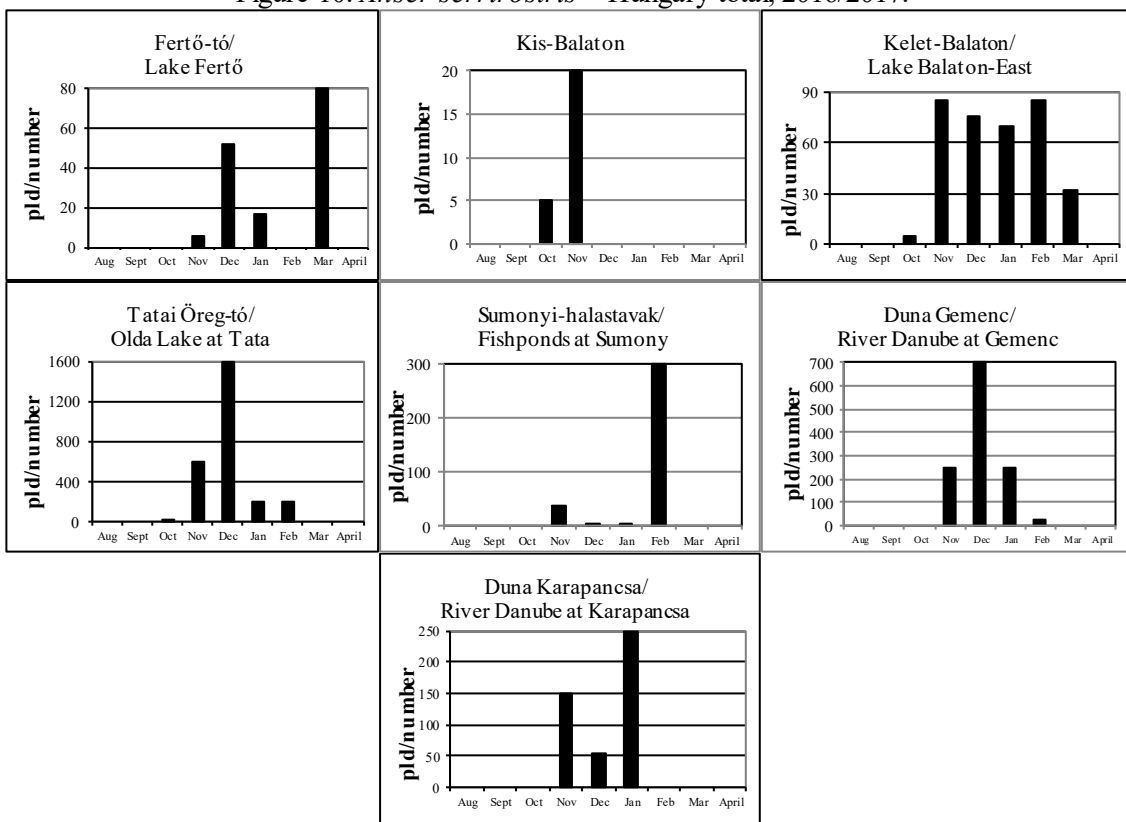 Figure 10. Anser serrirostris – Hungary total, 2016/2017.
Fertő-tó/
Lake Fertő
pld/number
80
60
40
20
0
Aug Sept Oct Nov Dec Jan Feb Mar April
Kis-Balaton
pld/number
20
15
10
5
0
Aug Sept Oct Nov Dec Jan Feb Mar April
Kelet-Balaton/
Lake Balaton-East
pld/number
90
60
30
0
Aug Sept Oct Nov Dec Jan Feb Mar April
Tatai Öreg-tó/
Olda Lake at Tata
pld/number
1600
1200
800
400
0
Aug Sept Oct Nov Dec Jan Feb Mar April
Sumonyi-halastavak/
Fishponds at Sumony
pld/number
300
200
100
0
Aug Sept Oct Nov Dec Jan Feb Mar April
Duna Gemenc/
River Danube at Gemenc
pld/number
700
600
500
400
300
200
100
0
Aug Sept Oct Nov Dec Jan Feb Mar April
Duna Karapancsa/
River Danube at Karapancsa
pld/number
250
200
150
100
50
0
Aug Sept Oct Nov Dec Jan Feb Mar April